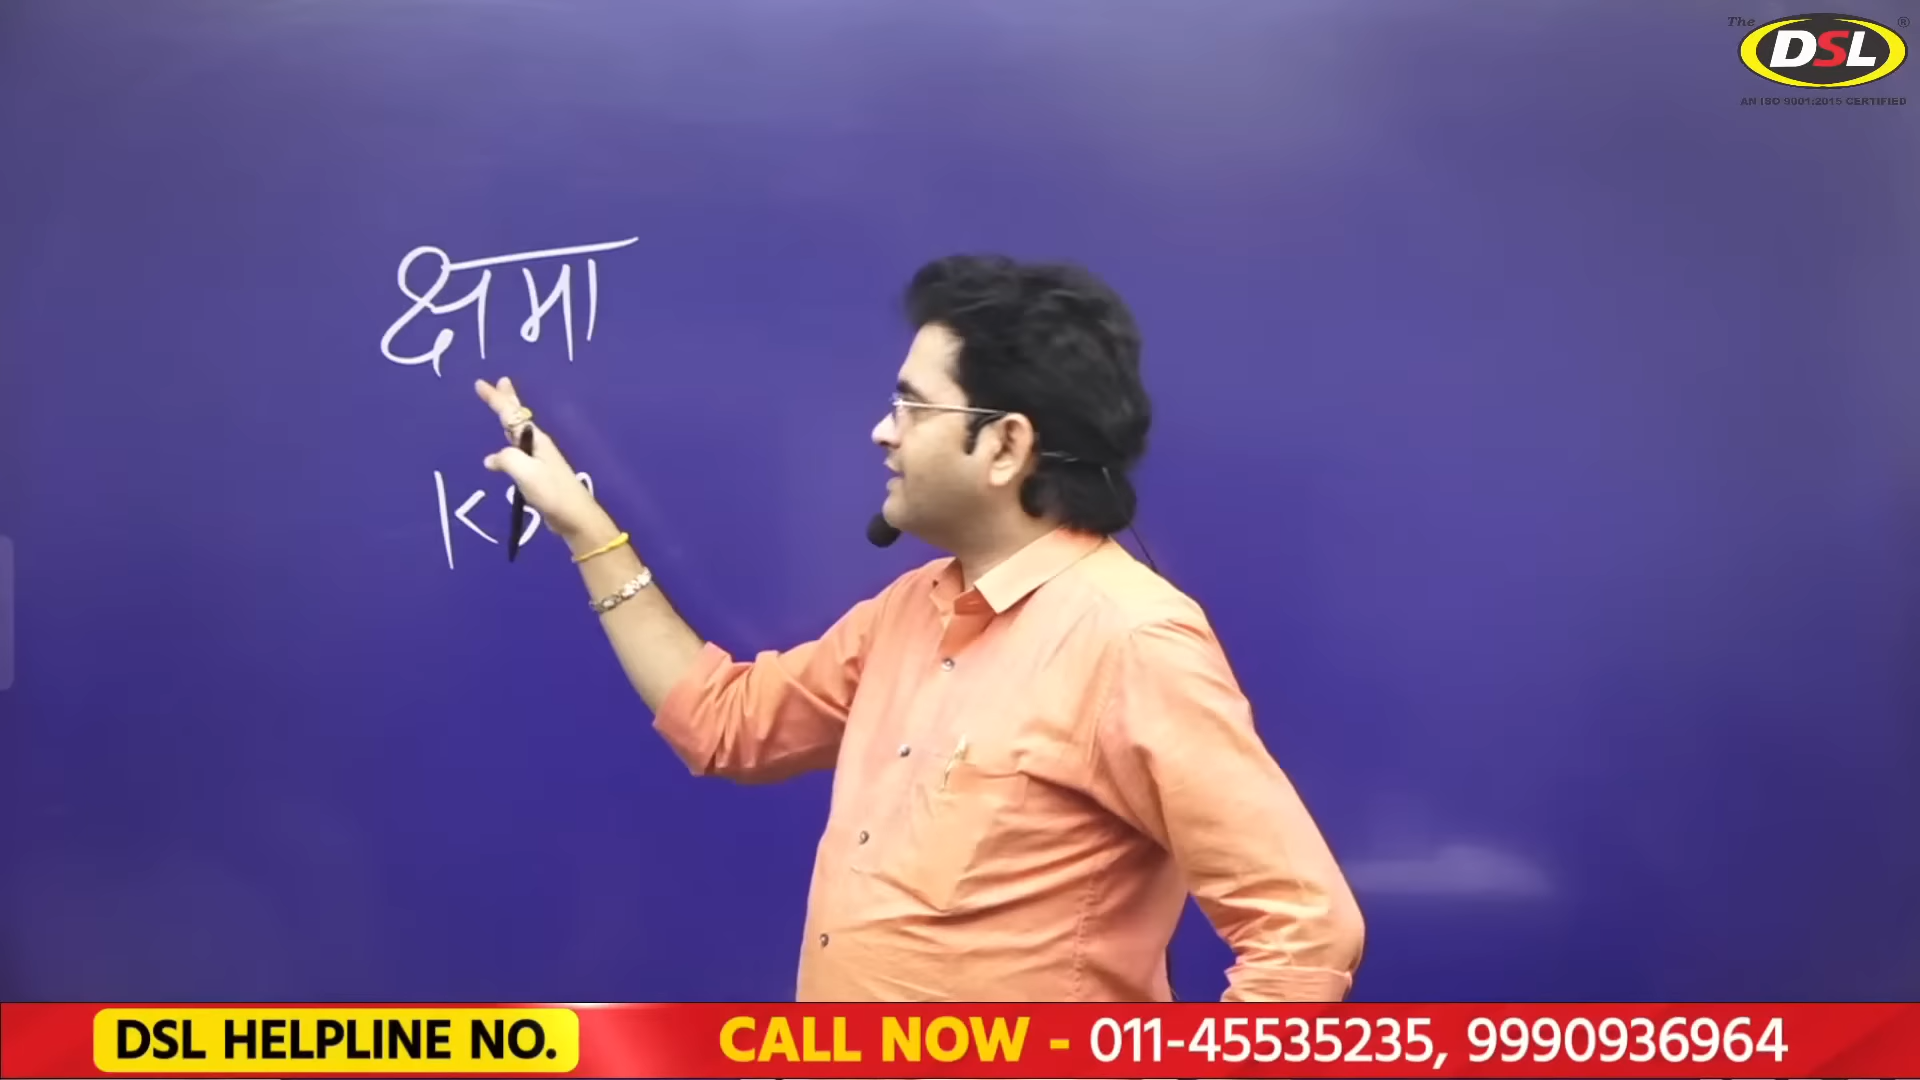 The DSL ®
AN ISO 9001:2015 CERTIFIED
क्षमा
DSL HELPLINE NO. CALL NOW - 011-45535235, 9990936964